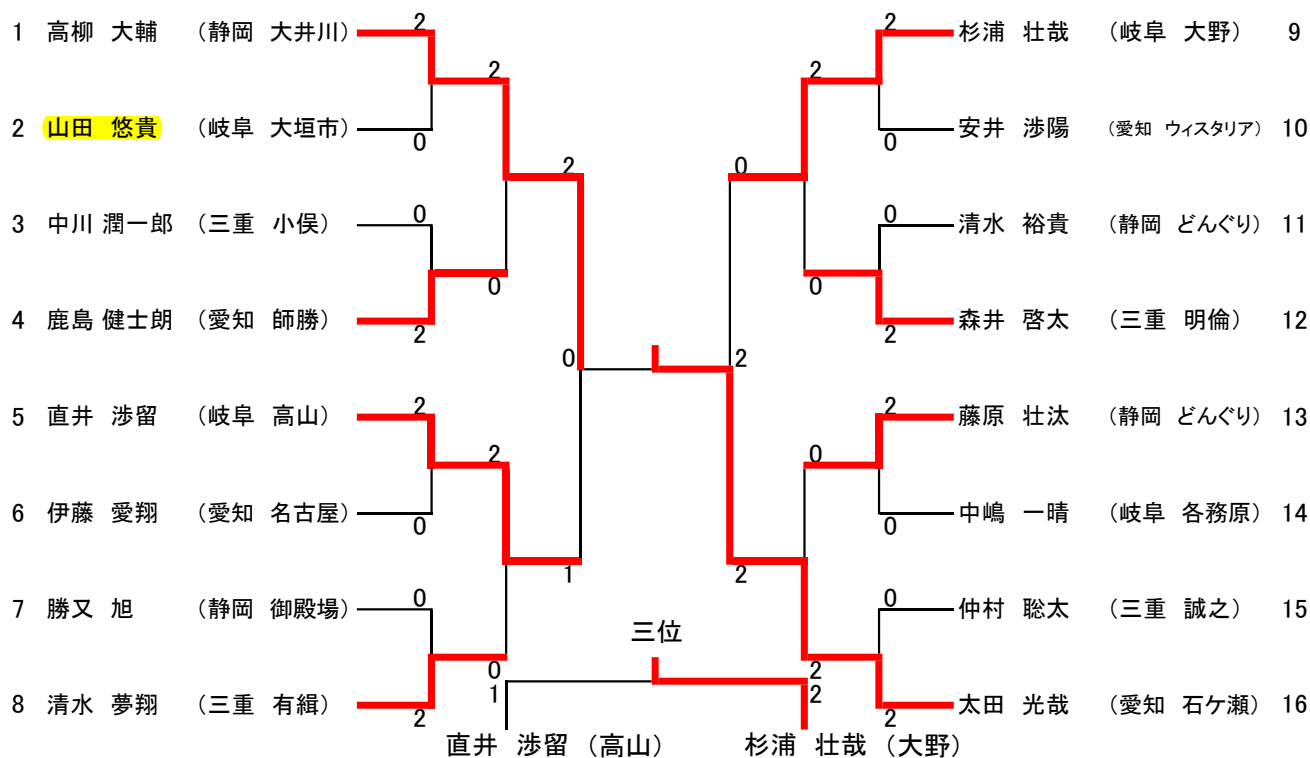 1 高柳 大輔 （静岡 大井川） 2
2
2 山田 悠貴 （岐阜 大垣市） 0
2
3 中川 潤一郎 （三重 小俣） 0
0
4 鹿島 健士朗 （愛知 師勝） 2
0
5 直井 渉留 （岐阜 高山） 2
2
6 伊藤 愛翔 （愛知 名古屋） 0
1
7 勝又 旭 （静岡 御殿場） 0
0
8 清水 夢翔 （三重 有緝） 2
2 杉浦 壮哉 （岐阜 大野） 9
2
0 安井 渉陽 （愛知 ウィスタリア） 10
0
0 清水 裕貴 （静岡 どんぐり） 11
0
2 森井 啓太 （三重 明倫） 12
2
2 藤原 壮汰 （静岡 どんぐり） 13
0
0 中嶋 一晴 （岐阜 各務原） 14
2
0 仲村 聡太 （三重 誠之） 15
2
2 太田 光哉 （愛知 石ケ瀬） 16
三位
1 2
直井 渉留 （高山） 杉浦 壮哉 （大野）